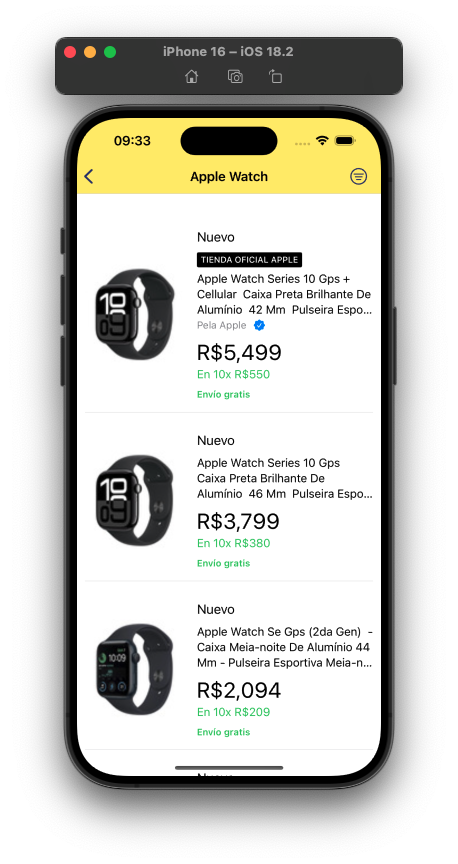 iPhone 16 – iOS 18.2
09:33
Apple Watch
Nuevo
TIENDA OFICIAL APPLE
Apple Watch Series 10 Gps +
Cellular Caixa Preta Brilhante De
Alumínio 42 Mm Pulseira Espo...
Pela Apple
R$5,499
En 10x R$550
Envío gratis
Nuevo
Apple Watch Series 10 Gps
Caixa Preta Brilhante De
Alumínio 46 Mm Pulseira Espo...
R$3,799
En 10x R$380
Envío gratis
Nuevo
Apple Watch Se Gps (2da Gen) -
Caixa Meia-noite De Alumínio 44
Mm - Pulseira Esportiva Meia-n...
10:09
R$2,094
En 10x R$209
Envío gratis